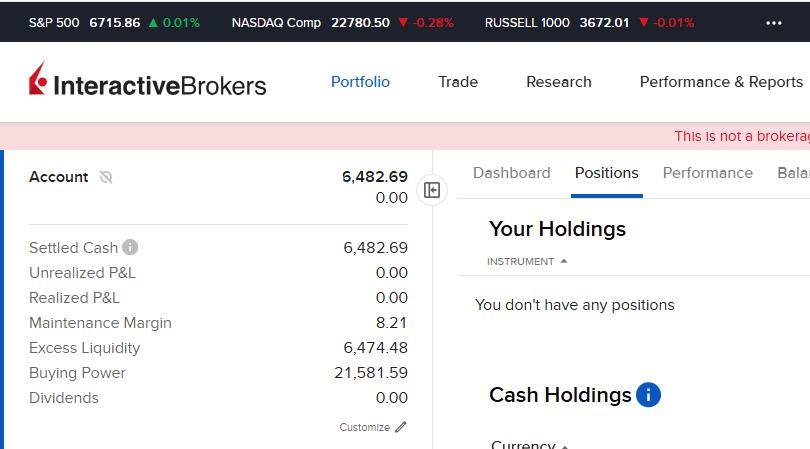 S&P 500 6715.86 ▲ 0.01% NASDAQ Comp 22780.50 ▼ -0.28% RUSSELL 1000 3672.01 ▼ -0.01% •••
InteractiveBrokers Portfolio Trade Research Performance & Reports
This is not a brokerag
Account 6,482.69
0.00
Settled Cash 6,482.69
Unrealized P&L 0.00
Realized P&L 0.00
Maintenance Margin 8.21
Excess Liquidity 6,474.48
Buying Power 21,581.59
Dividends 0.00
Customize
Dashboard Positions Performance Balan
Your Holdings
INSTRUMENT ▲
You don't have any positions
Cash Holdings
Currency